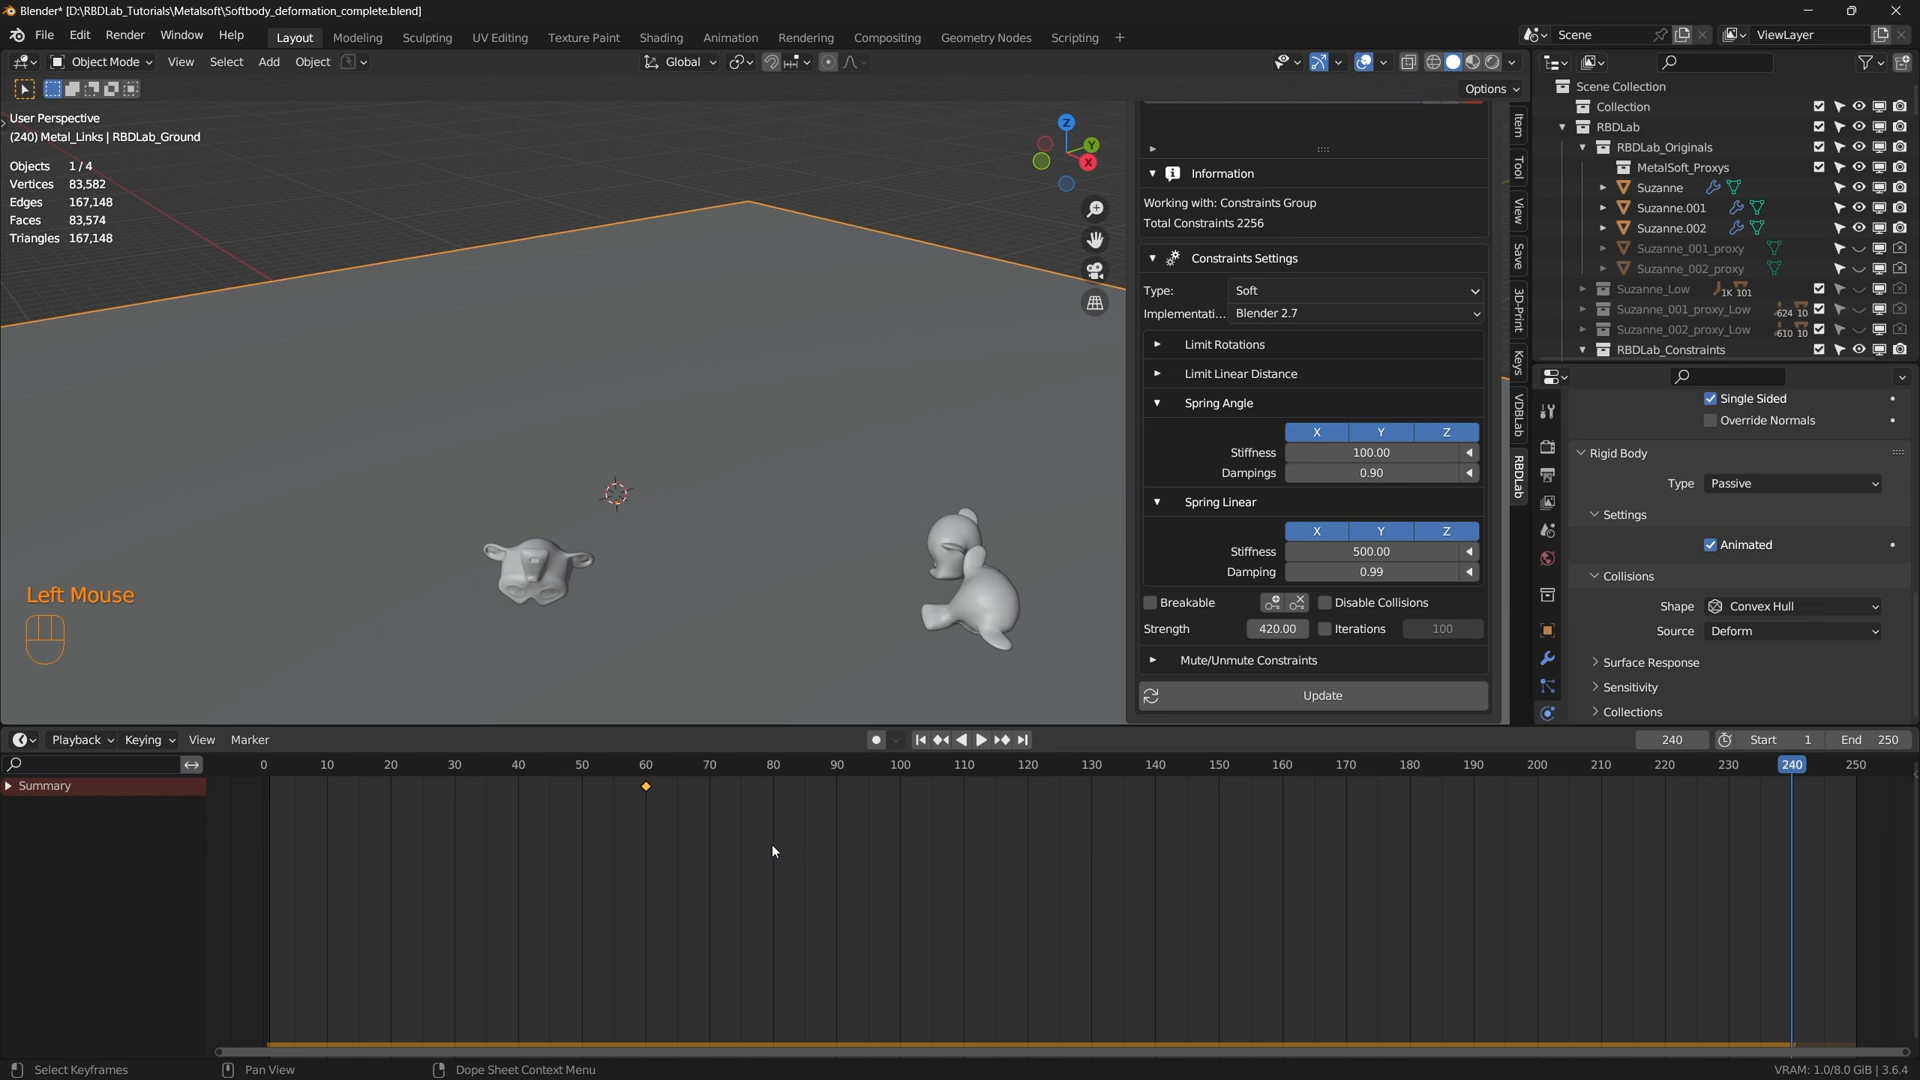 Blender* [D:\RBDLab_Tutorials\Metalsoft\Softbody_deformation_complete.blend]
File Edit Render Window Help Layout Modeling Sculpting UV Editing Texture Paint Shading Animation Rendering Compositing Geometry Nodes Scripting + Scene ViewLayer
Object Mode View Select Add Object Global
Options
User Perspective
(240) Metal_Links | RBDLab_Ground
Objects 1/4
Vertices 83,582
Edges 167,148
Faces 83,574
Triangles 167,148
Z
Y
X
Left Mouse
Information
Working with: Constraints Group
Total Constraints 2256
Constraints Settings
Type: Soft
Implementati... Blender 2.7
Limit Rotations
Limit Linear Distance
Spring Angle
X Y Z
Stiffness 100.00
Dampings 0.90
Spring Linear
X Y Z
Stiffness 500.00
Damping 0.99
Breakable Disable Collisions
Strength 420.00 Iterations 100
Mute/Unmute Constraints
Update
Item
Tool
View
Save
3D-Print
Keys
VDBLab
RBDLab
Scene Collection
Collection
RBDLab
RBDLab_Originals
MetalSoft_Proxys
Suzanne
Suzanne.001
Suzanne.002
Suzanne_001_proxy
Suzanne_002_proxy
Suzanne_Low 1K 101
Suzanne_001_proxy_Low 624 10
Suzanne_002_proxy_Low 610 10
RBDLab_Constraints
Single Sided
Override Normals
Rigid Body
Type Passive
Settings
Animated
Collisions
Shape Convex Hull
Source Deform
Surface Response
Sensitivity
Collections
Playback Keying View Marker 240 Start 1 End 250
0 10 20 30 40 50 60 70 80 90 100 110 120 130 140 150 160 170 180 190 200 210 220 230 240 250
Summary
Select Keyframes Pan View Dope Sheet Context Menu VRAM: 1.0/8.0 GiB | 3.6.4